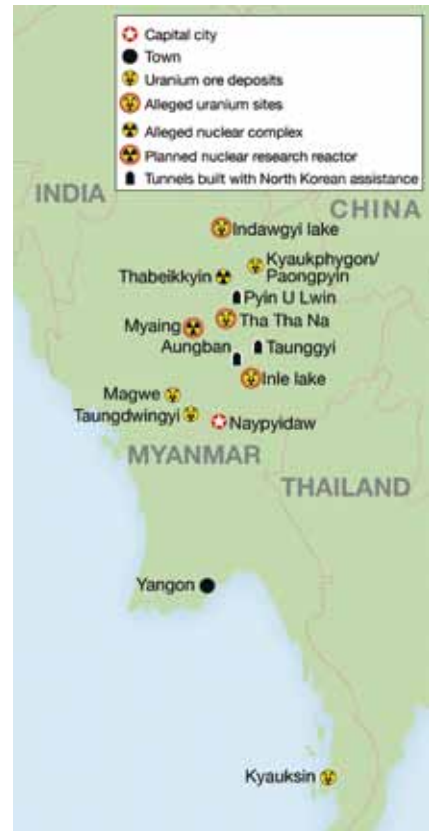 Capital city
Town
Uranium ore deposits
Alleged uranium sites
Alleged nuclear complex
Planned nuclear research reactor
Tunnels built with North Korean assistance
INDIA
CHINA
Indawgyi lake
Kyaukphygon/
Paongpyin
Thabeikkyin
Pyin U Lwin
Tha Tha Na
Myaing
Aungban
Taunggyi
Inle lake
Magwe
Taungdwingyi
Naypyidaw
MYANMAR
THAILAND
Yangon
Kyauksin